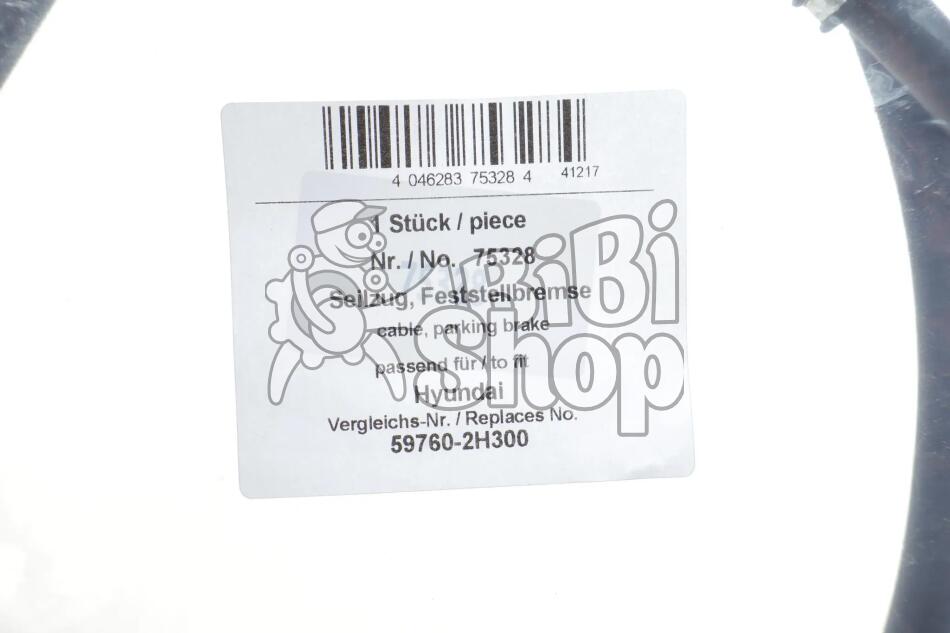 4 046283 75328 4 41217
1 Stück / piece
Nr. / No. 75328
Seilzug, Feststellbremse
cable, parking brake
passend für / to fit
Hyundai
Vergleichs-Nr. / Replaces No.
59760-2H300
BiBi
Shop